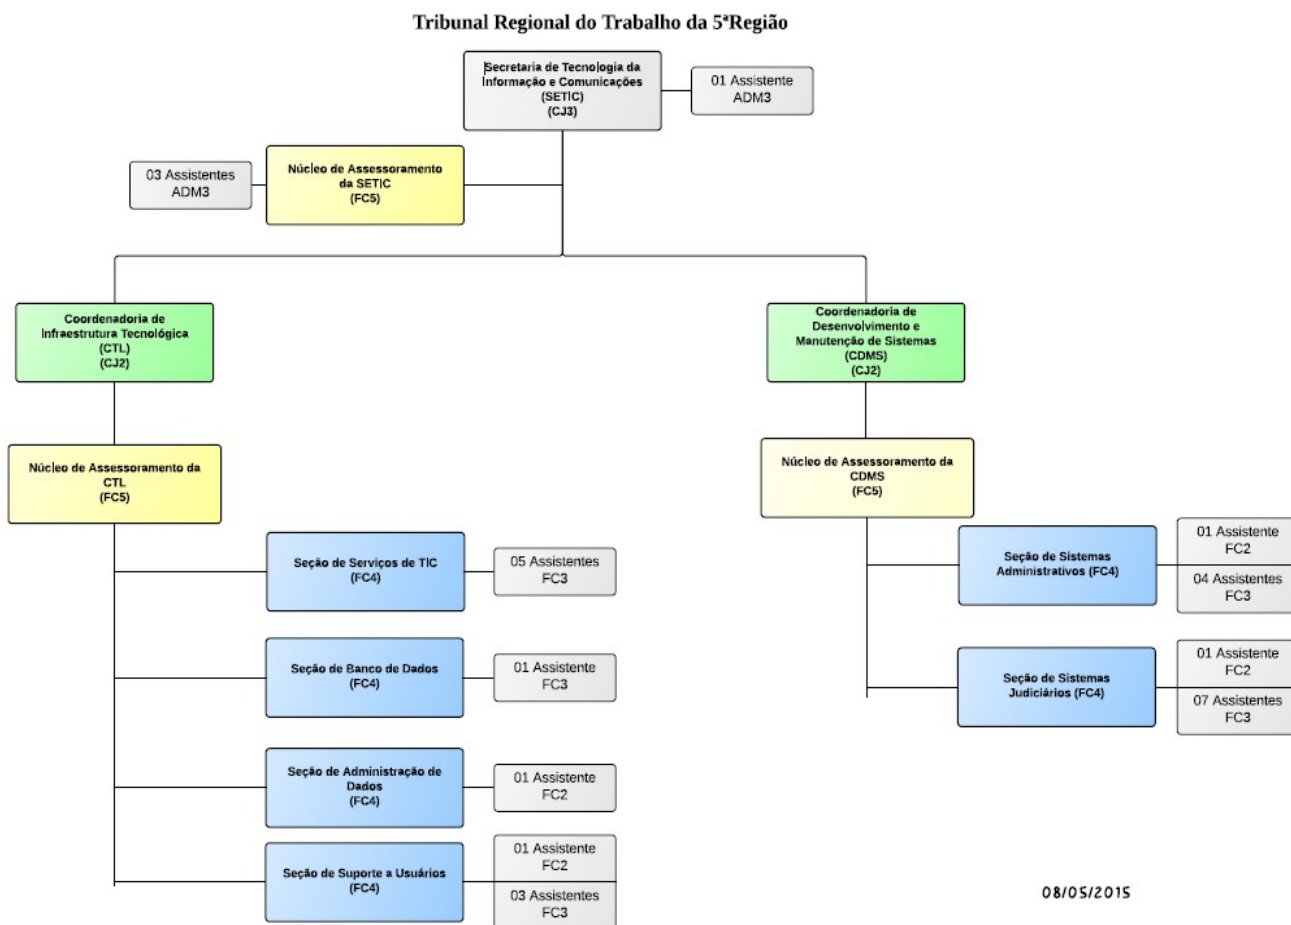 Tribunal Regional do Trabalho da 5ªRegião
Secretaria de Tecnologia da
Informação e Comunicações
(SETIC)
(CJ3)
01 Assistente
ADM3
03 Assistentes
ADM3
Núcleo de Assessoramento
da SETIC
(FC5)
Coordenadoria de
Infraestrutura Tecnológica
(CTL)
(CJ2)
Coordenadoria de
Desenvolvimento e
Manutenção de Sistemas
(CDMS)
(CJ2)
Núcleo de Assessoramento da
CTL
(FC5)
Núcleo de Assessoramento da
CDMS
(FC5)
Seção de Serviços de TIC
(FC4)
05 Assistentes
FC3
Seção de Banco de Dados
(FC4)
01 Assistente
FC3
Seção de Administração de
Dados
(FC4)
01 Assistente
FC2
Seção de Suporte a Usuários
(FC4)
01 Assistente
FC2
03 Assistentes
FC3
Seção de Sistemas
Administrativos (FC4)
01 Assistente
FC2
04 Assistentes
FC3
Seção de Sistemas
Judiciários (FC4)
01 Assistente
FC2
07 Assistentes
FC3
08/05/2015